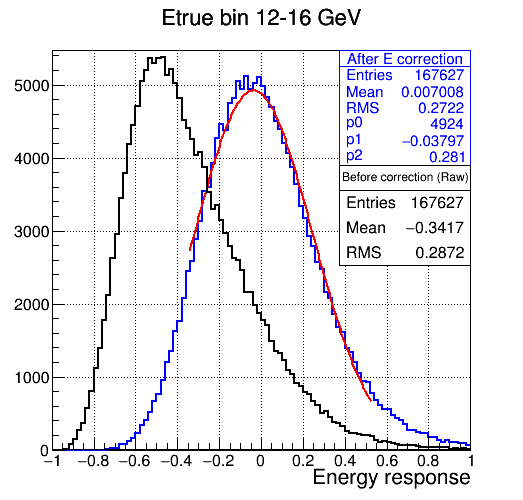 Etrue bin 12-16 GeV
After E correction
Entries 167627
Mean 0.007008
RMS 0.2722
p0 4924
p1 −0.03797
p2 0.281
Before correction (Raw)
Entries 167627
Mean −0.3417
RMS 0.2872
5000
4000
3000
2000
1000
0
−1 −0.8 −0.6 −0.4 −0.2 0 0.2 0.4 0.6 0.8 1
Energy response